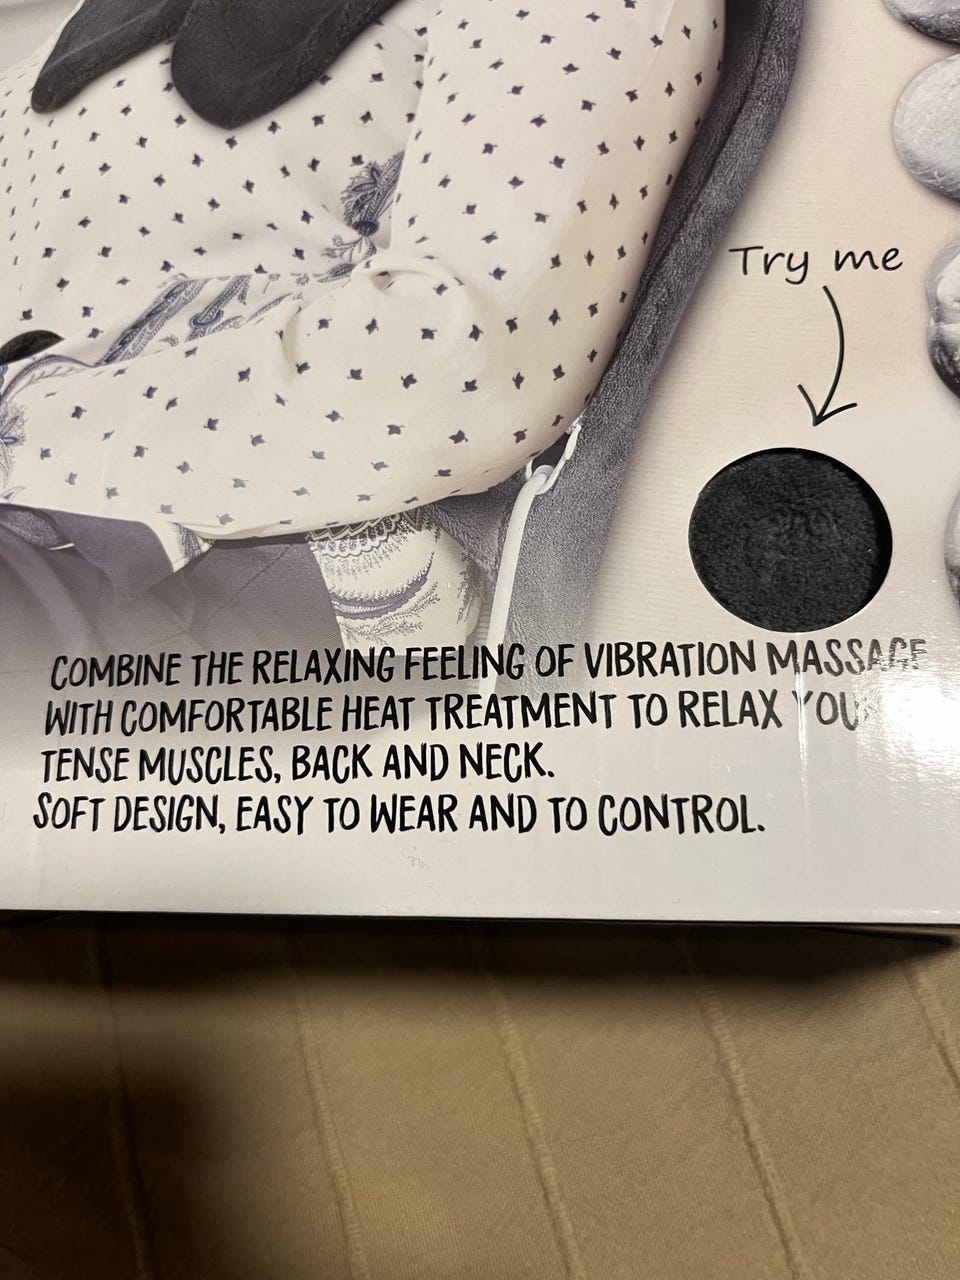 Try me
COMBINE THE RELAXING FEELING OF VIBRATION MASSAGE
WITH COMFORTABLE HEAT TREATMENT TO RELAX YOUR
TENSE MUSCLES, BACK AND NECK.
SOFT DESIGN, EASY TO WEAR AND TO CONTROL.